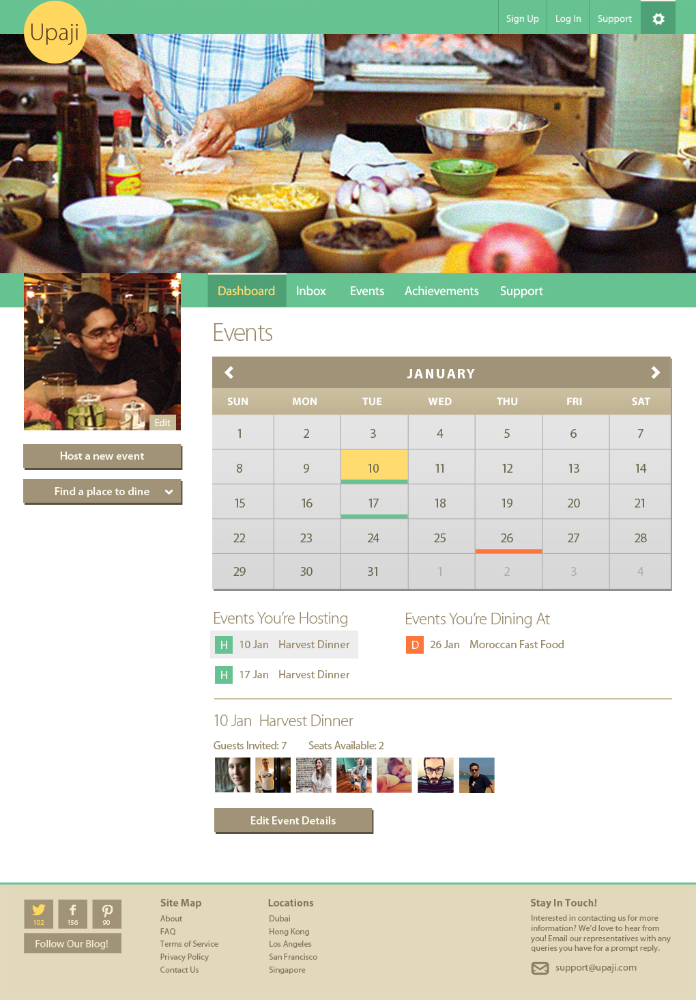 Upaji
Sign Up Log In Support
Dashboard Inbox Events Achievements Support
Edit
Host a new event
Find a place to dine
Events
JANUARY
SUN MON TUE WED THU FRI SAT
1 2 3 4 5 6 7
8 9 10 11 12 13 14
15 16 17 18 19 20 21
22 23 24 25 26 27 28
29 30 31 1 2 3 4
Events You're Hosting
H 10 Jan Harvest Dinner
H 17 Jan Harvest Dinner
Events You're Dining At
D 26 Jan Moroccan Fast Food
10 Jan Harvest Dinner
Guests Invited: 7 Seats Available: 2
Edit Event Details
102 156 90
Follow Our Blog!
Site Map
About
FAQ
Terms of Service
Privacy Policy
Contact Us
Locations
Dubai
Hong Kong
Los Angeles
San Francisco
Singapore
Stay In Touch!
Interested in contacting us for more
information? We'd love to hear from
you! Email our representatives with any
queries you have for a prompt reply.
support@upaji.com